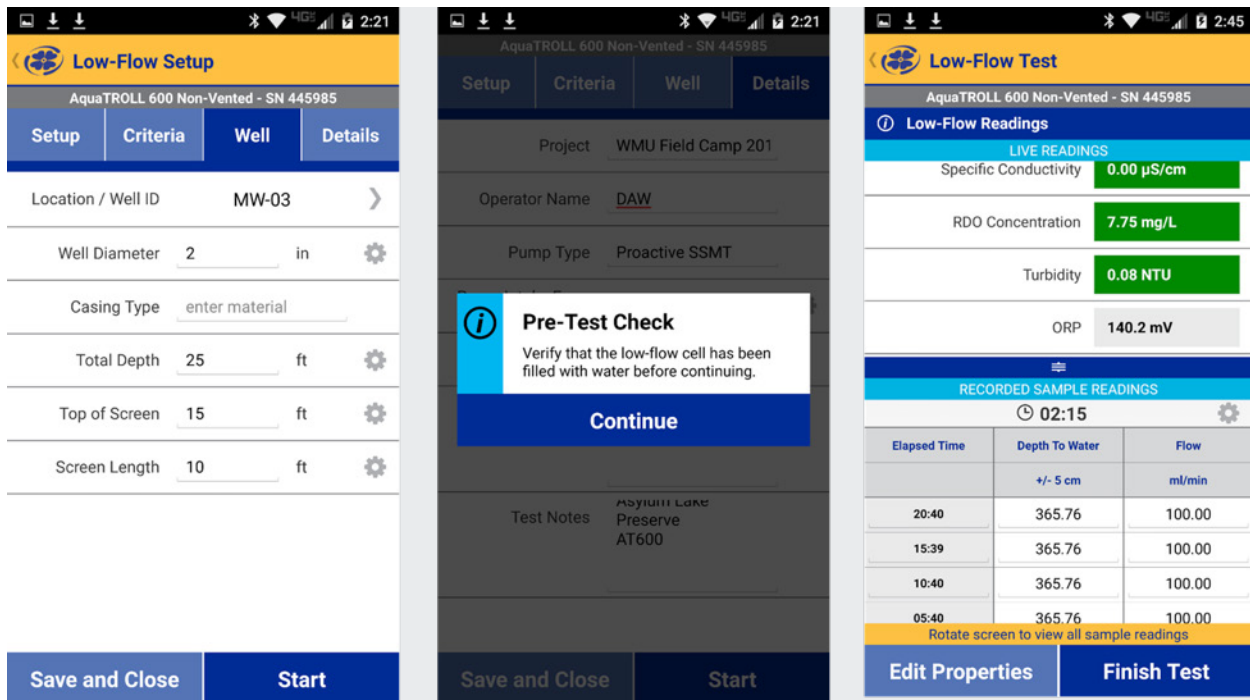 4G 2:21
Low-Flow Setup
AquaTROLL 600 Non-Vented - SN 445985
Setup Criteria Well Details
Location / Well ID MW-03
Well Diameter 2 in
Casing Type enter material
Total Depth 25 ft
Top of Screen 15 ft
Screen Length 10 ft
Save and Close Start
4G 2:21
AquaTROLL 600 Non-Vented - SN 445985
Setup Criteria Well Details
Project WMU Field Camp 201
Operator Name DAW
Pump Type Proactive SSMT
Pre-Test Check
Verify that the low-flow cell has been
filled with water before continuing.
Continue
Test Notes Asylum Lake
Preserve
AT600
Save and Close Start
4G 2:45
Low-Flow Test
AquaTROLL 600 Non-Vented - SN 445985
Low-Flow Readings
LIVE READINGS
Specific Conductivity 0.00 µS/cm
RDO Concentration 7.75 mg/L
Turbidity 0.08 NTU
ORP 140.2 mV
RECORDED SAMPLE READINGS
02:15
Elapsed Time Depth To Water Flow
+/- 5 cm ml/min
20:40 365.76 100.00
15:39 365.76 100.00
10:40 365.76 100.00
05:40 365.76 100.00
Rotate screen to view all sample readings
Edit Properties Finish Test